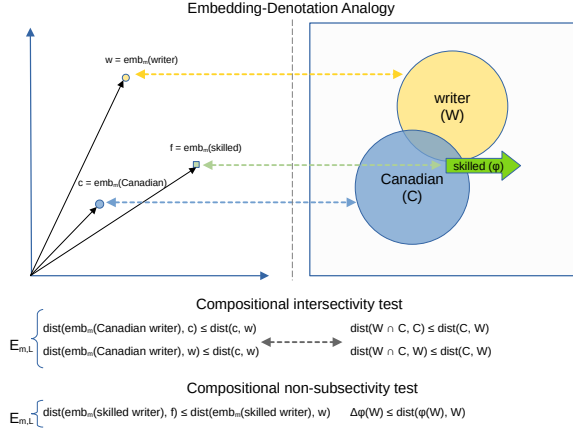 Embedding-Denotation Analogy
w = embₘ(writer)
f = embₘ(skilled)
c = embₘ(Canadian)
writer
(W)
skilled (φ)
Canadian
(C)
Compositional intersectivity test
Eₘ,L
dist(embₘ(Canadian writer), c) ≤ dist(c, w)
dist(W ∩ C, C) ≤ dist(C, W)
dist(embₘ(Canadian writer), w) ≤ dist(c, w)
dist(W ∩ C, W) ≤ dist(C, W)
Compositional non-subsectivity test
Eₘ,L
dist(embₘ(skilled writer), f) ≤ dist(embₘ(skilled writer), w)
Δφ(W) ≤ dist(φ(W), W)